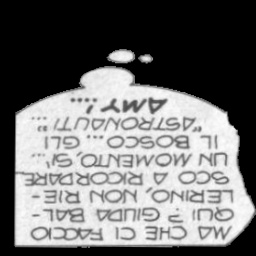 MA CHE CI FACCIO
QUI? GIUDA BAL-
LERINO, NON RIE-
SCO A RICORDARE
UN MOMENTO, SI'...
IL BOSCO... GLI
"ASTRONAUTI"...
AMY!...